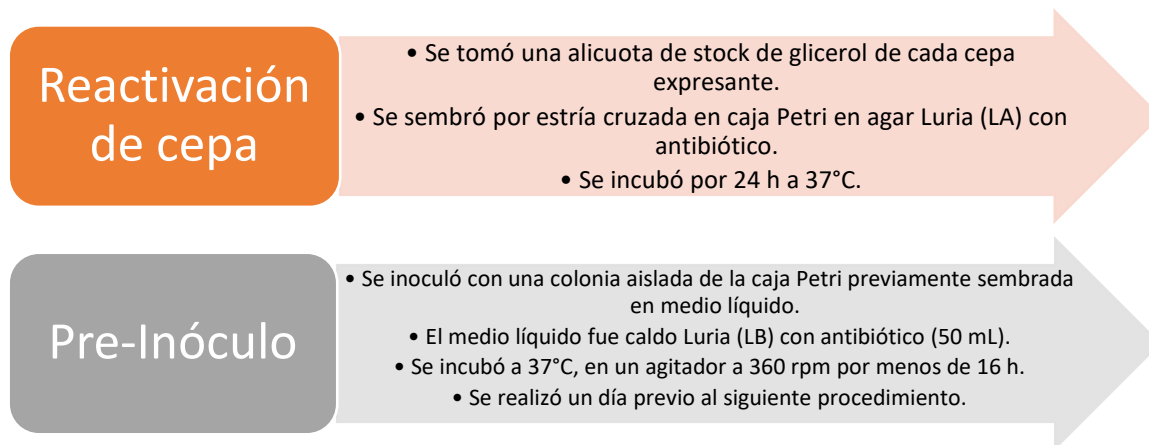 Reactivación
de cepa
• Se tomó una alicuota de stock de glicerol de cada cepa
expresante.
• Se sembró por estría cruzada en caja Petri en agar Luria (LA) con
antibiótico.
• Se incubó por 24 h a 37°C.
Pre-Inóculo
• Se inoculó con una colonia aislada de la caja Petri previamente sembrada
en medio líquido.
• El medio líquido fue caldo Luria (LB) con antibiótico (50 mL).
• Se incubó a 37°C, en un agitador a 360 rpm por menos de 16 h.
• Se realizó un día previo al siguiente procedimiento.